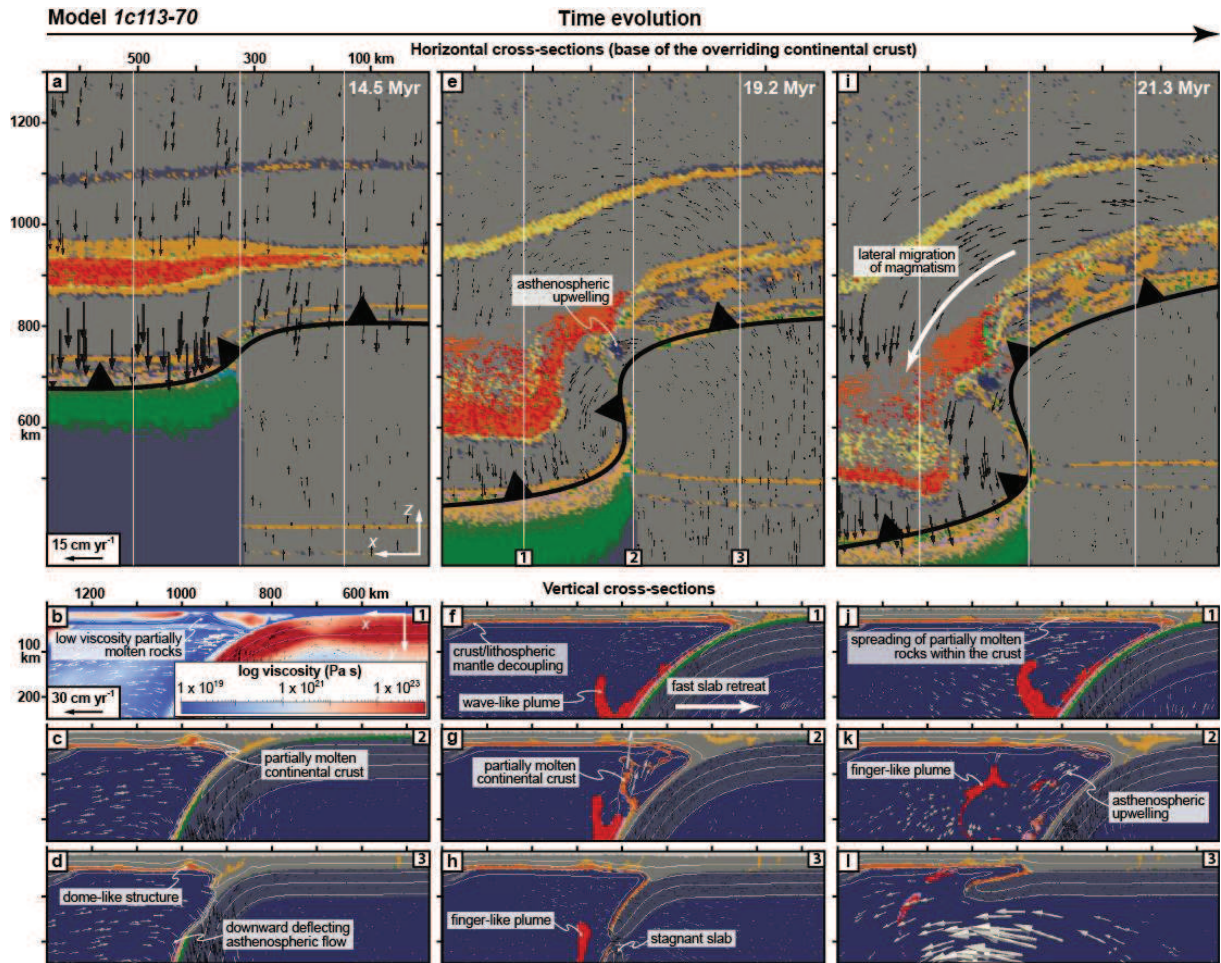 Model 1c113-70
Time evolution
Horizontal cross-sections (base of the overriding continental crust)
500
300
100 km
a
14.5 Myr
e
19.2 Myr
i
21.3 Myr
1200
1000
800
600
km
asthenospheric
upwelling
lateral migration
of magmatism
15 cm yr-1
z
x
1
2
3
Vertical cross-sections
1200
1000
800
600 km
b
1
x
low viscosity partially
molten rocks
100
km
200
log viscosity (Pa s)
1 x 10^19
1 x 10^21
1 x 10^23
30 cm yr-1
f
1
crust/lithospheric
mantle decoupling
wave-like plume
fast slab retreat
j
1
spreading of partially molten
rocks within the crust
c
2
partially molten
continental crust
g
2
partially molten
continental crust
k
2
finger-like plume
asthenospheric
upwelling
d
3
dome-like structure
downward deflecting
asthenospheric flow
h
3
finger-like plume
stagnant slab
l
3